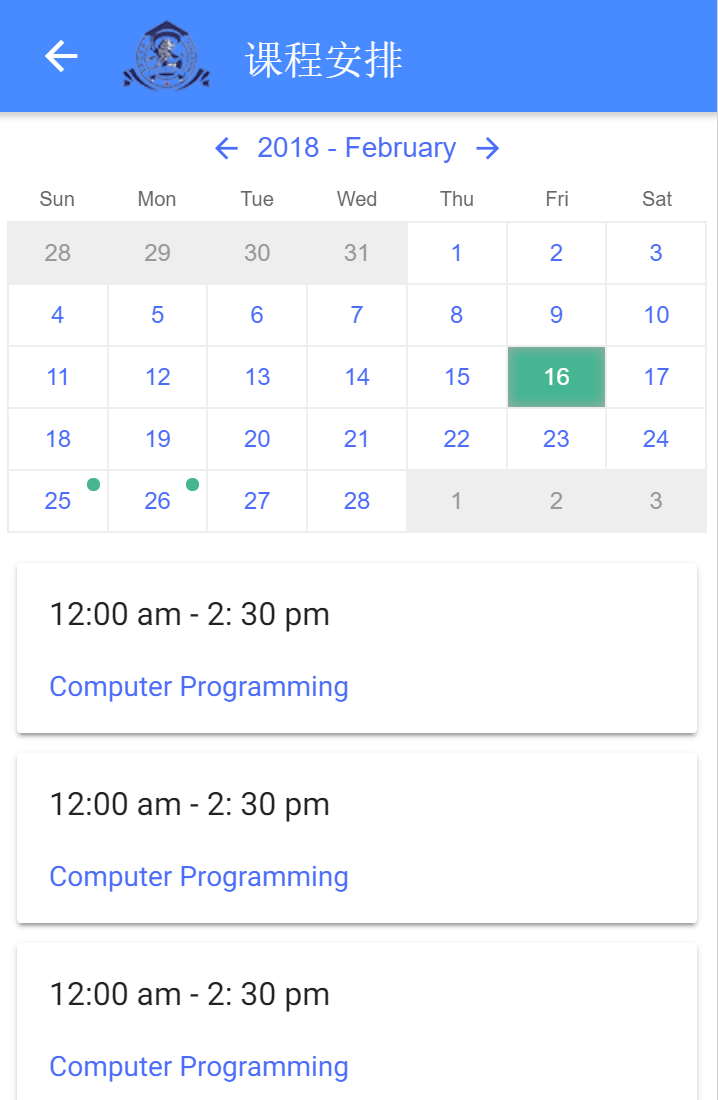 课程安排
2018 - February
Sun Mon Tue Wed Thu Fri Sat
28 29 30 31 1 2 3
4 5 6 7 8 9 10
11 12 13 14 15 16 17
18 19 20 21 22 23 24
25 26 27 28 1 2 3
12:00 am - 2: 30 pm
Computer Programming
12:00 am - 2: 30 pm
Computer Programming
12:00 am - 2: 30 pm
Computer Programming